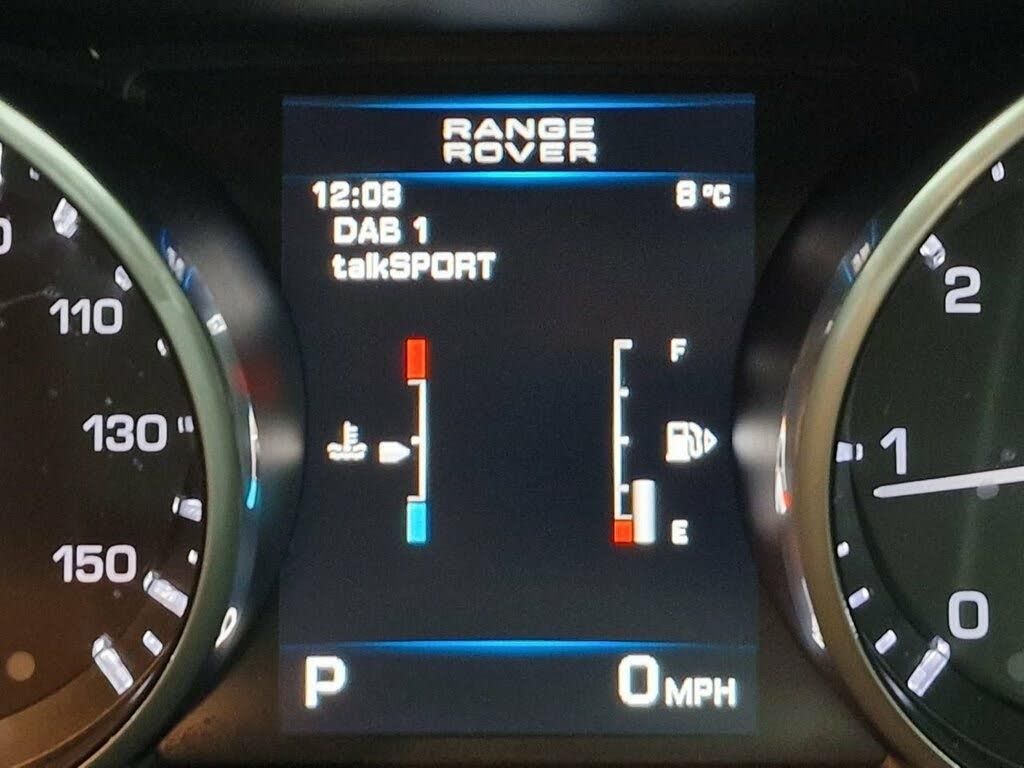 RANGE
ROVER
12:08 8°C
DAB 1
talkSPORT
F
E
P 0 MPH
110
130
150
2
1
0